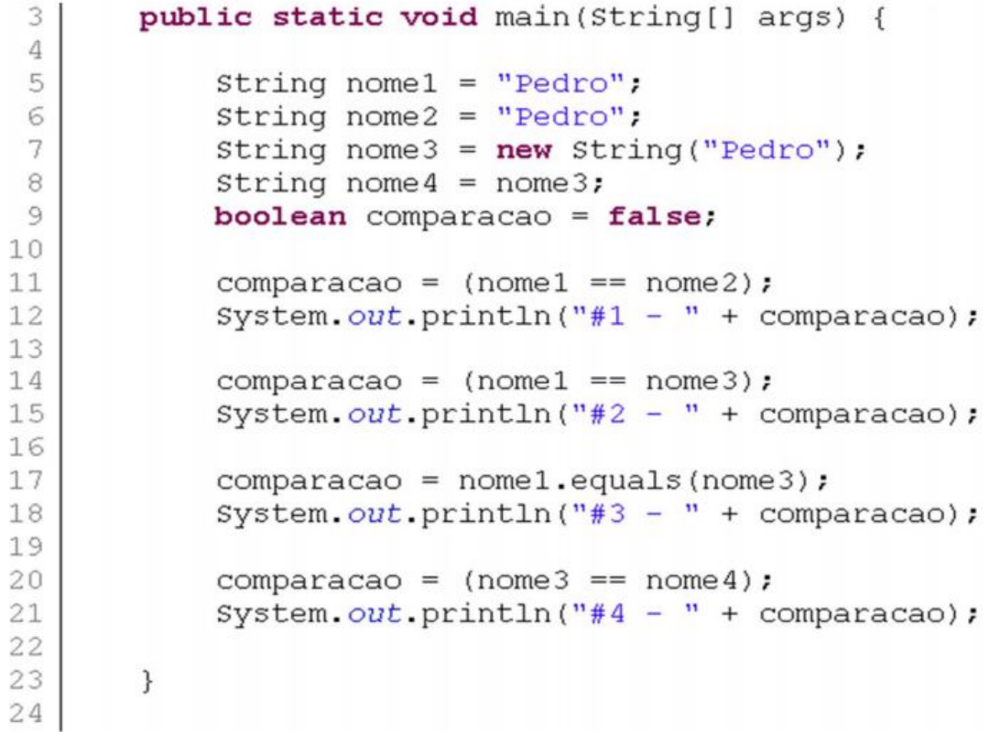 3 public static void main(String[] args) {
4
5 String nome1 = "Pedro";
6 String nome2 = "Pedro";
7 String nome3 = new String("Pedro");
8 String nome4 = nome3;
9 boolean comparacao = false;
10
11 comparacao = (nome1 == nome2);
12 System.out.println("#1 - " + comparacao);
13
14 comparacao = (nome1 == nome3);
15 System.out.println("#2 - " + comparacao);
16
17 comparacao = nome1.equals(nome3);
18 System.out.println("#3 - " + comparacao);
19
20 comparacao = (nome3 == nome4);
21 System.out.println("#4 - " + comparacao);
22
23 }
24